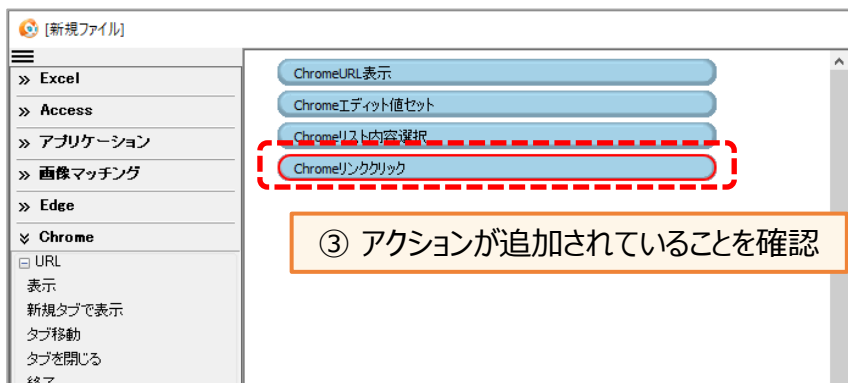 [新規ファイル]
» Excel
» Access
» アプリケーション
» 画像マッチング
» Edge
» Chrome
URL
表示
新規タブで表示
タブ移動
タブを閉じる
終了
ChromeURL表示
Chromeエディット値セット
Chromeリスト内容選択
Chromeリンククリック
③ アクションが追加されていることを確認